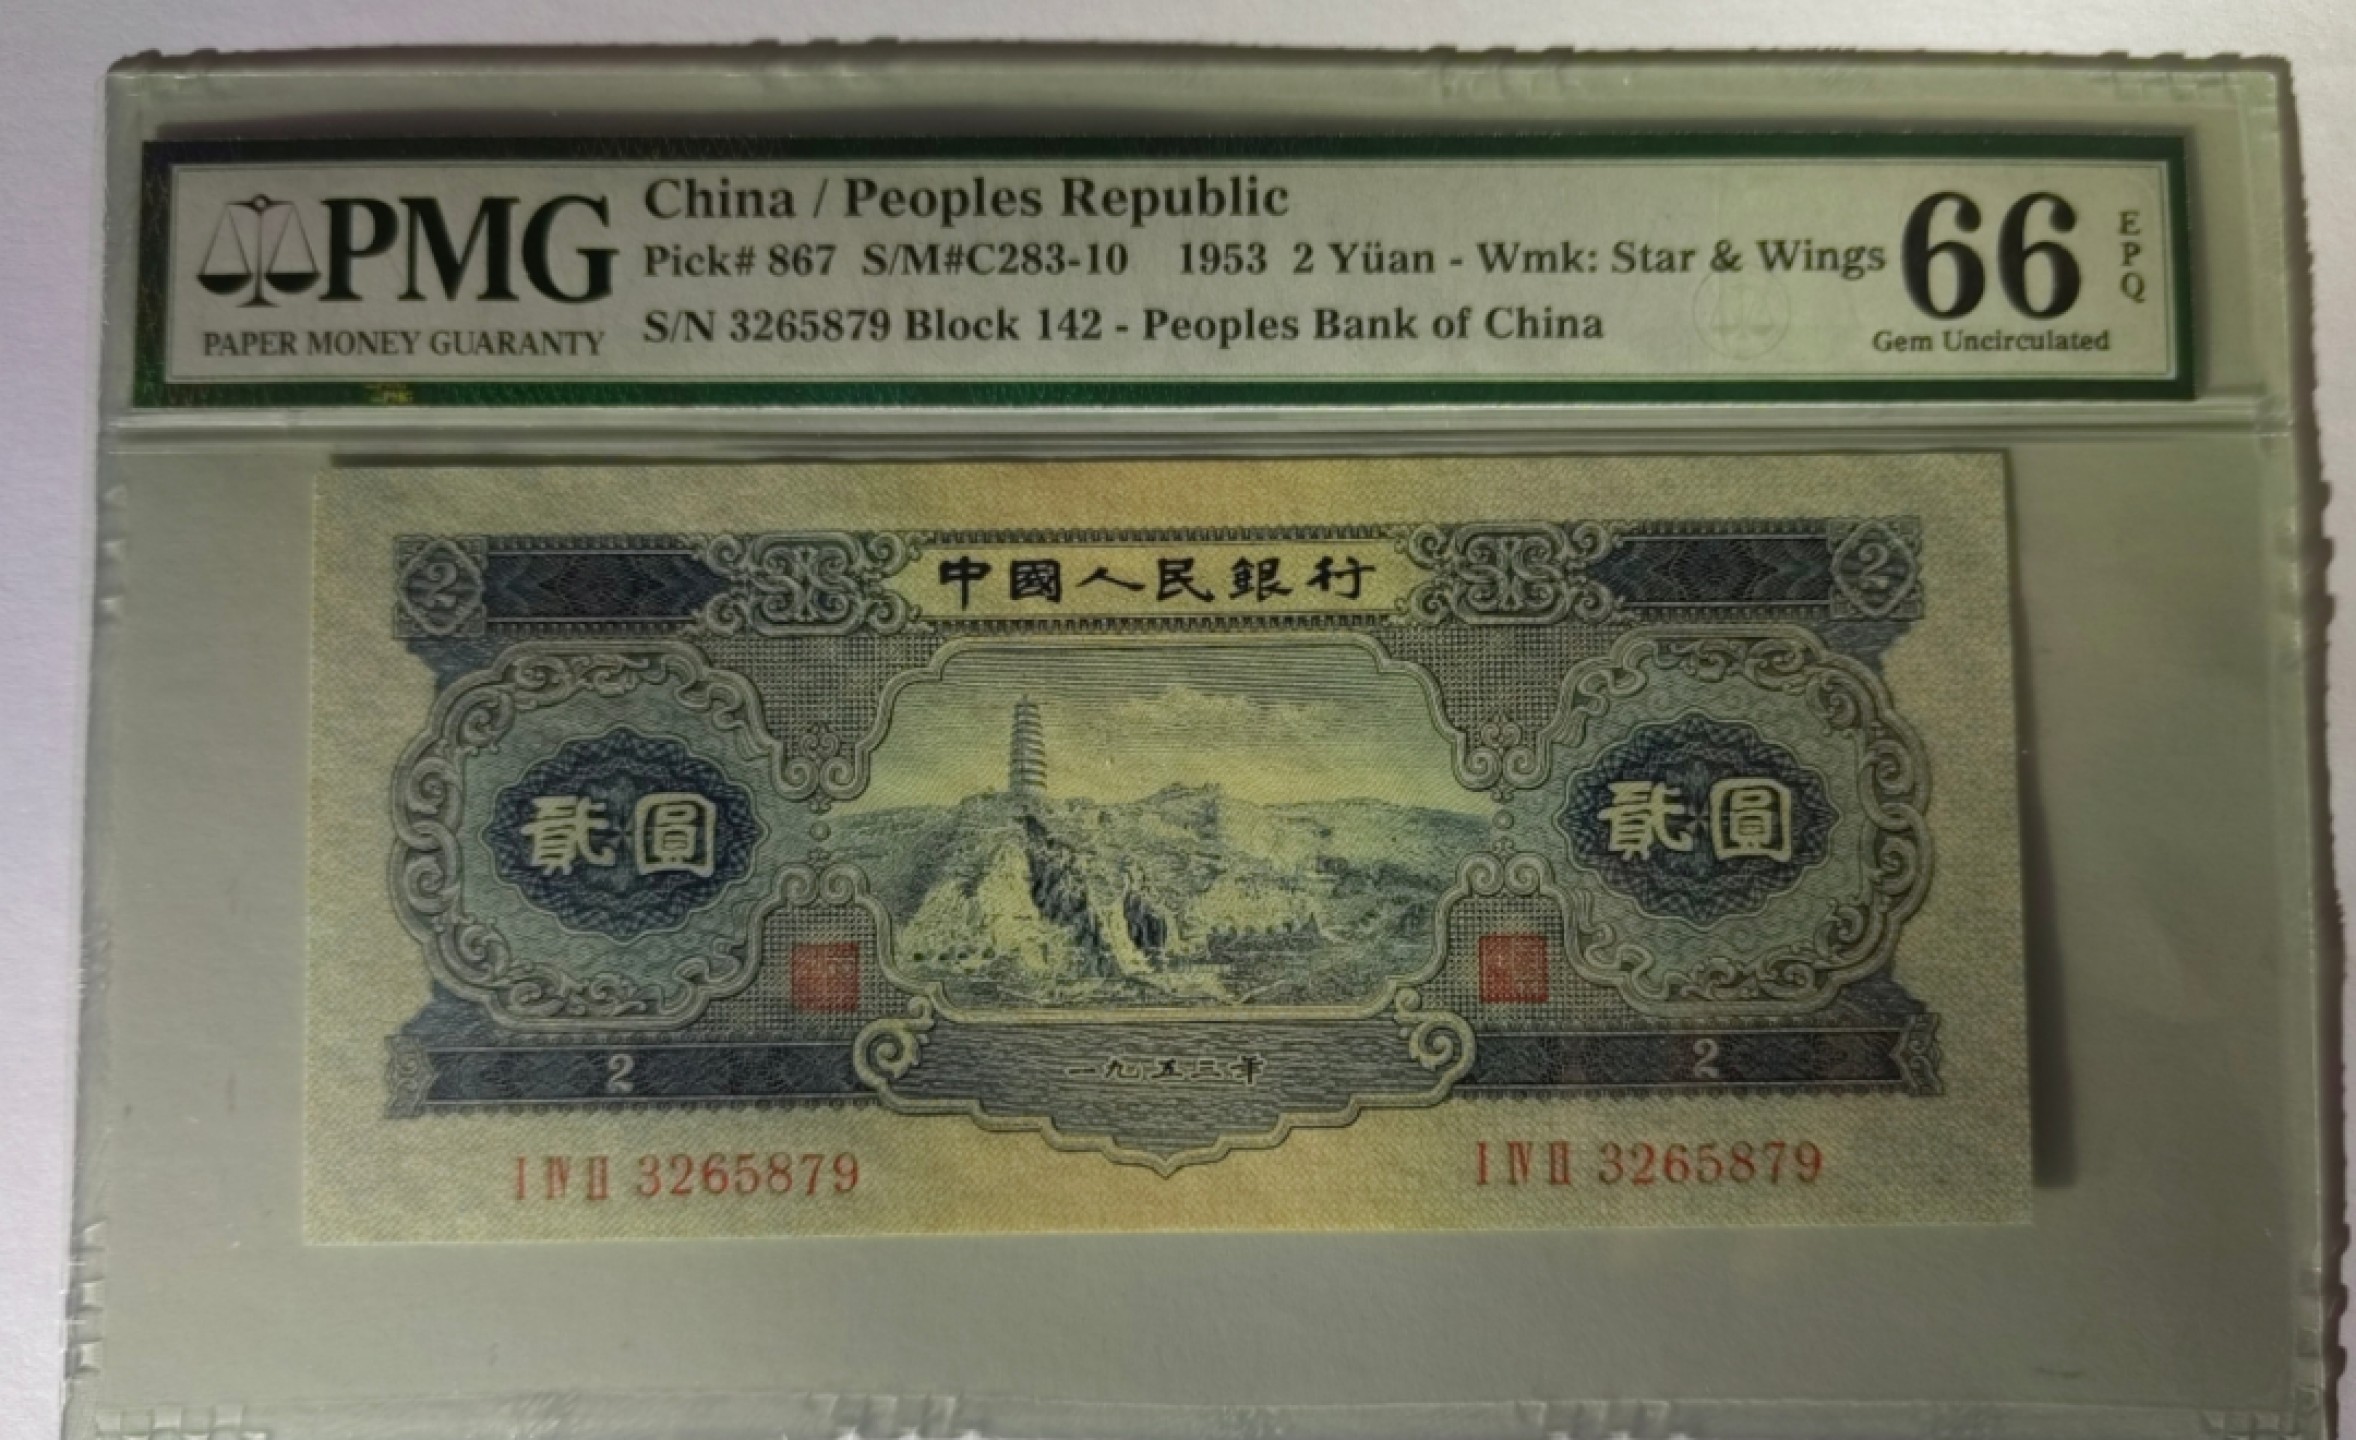 PMG
PAPER MONEY GUARANTY
China / Peoples Republic
Pick# 867 S/M#C283-10 1953 2 Yüan - Wmk: Star & Wings
S/N 3265879 Block 142 - Peoples Bank of China
66
EPQ
Gem Uncirculated
2
中國人民銀行
2
貳圓
貳圓
2
一九五三年
2
I IV II 3265879
I IV II 3265879